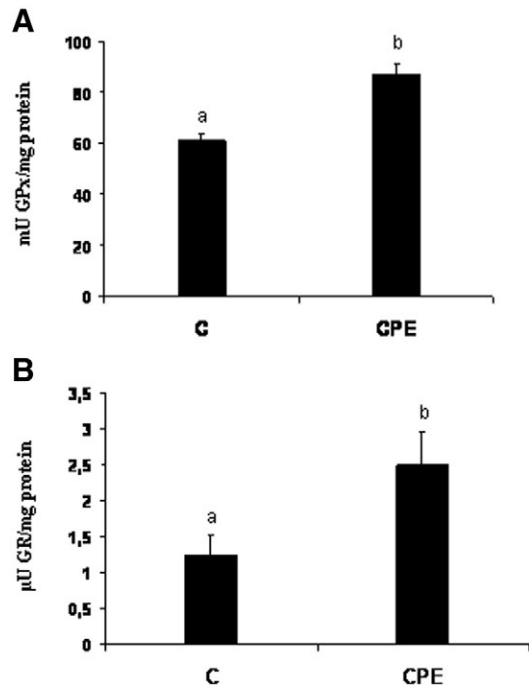 A
mU GPx/mg protein
100
80
60
40
20
0
a
b
C
CPE
B
µU GR/mg protein
3,5
3
2,5
2
1,5
1
0,5
0
a
b
C
CPE